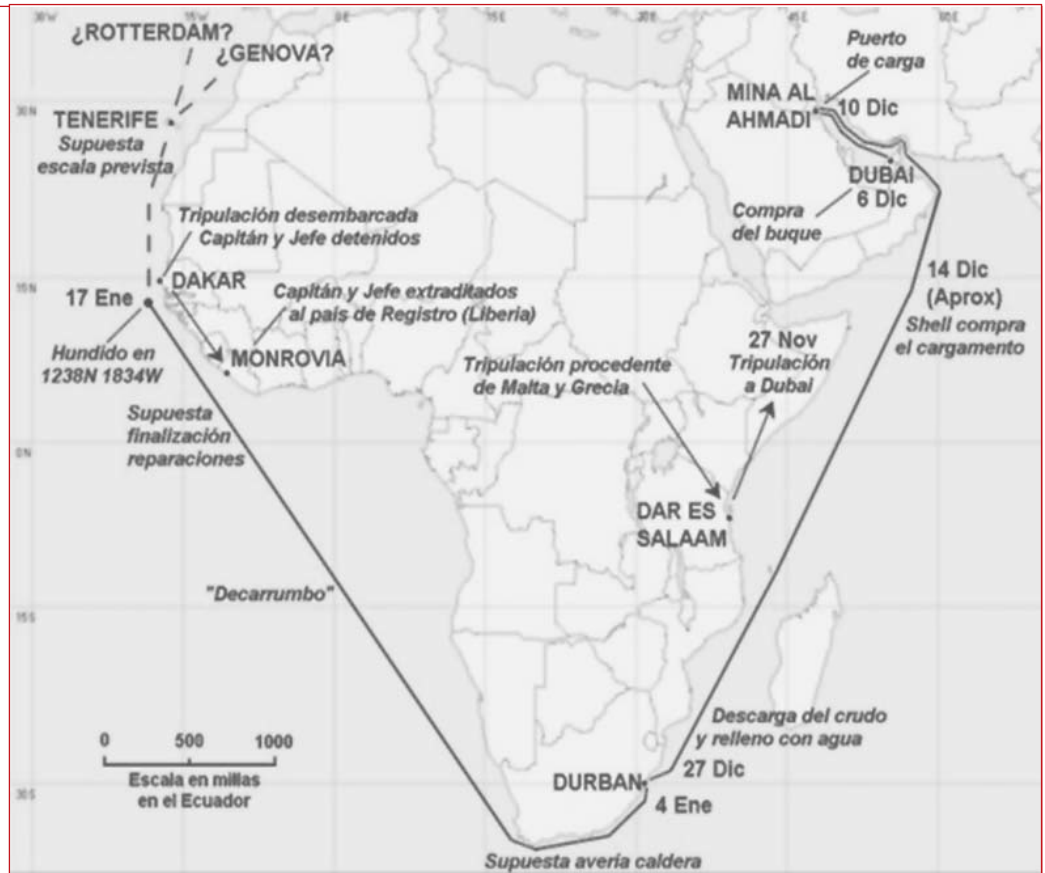 30W
15W
0E
15E
30E
45E
60E
¿ROTTERDAM?
¿GENOVA?
Puerto
de carga
MINA AL
AHMADI
10 Dic
30N
TENERIFE
Supuesta
escala prevista
DUBAI
6 Dic
Compra
del buque
Tripulación desembarcada
Capitán y Jefe detenidos
DAKAR
15N
17 Ene
Capitán y Jefe extraditados
al país de Registro (Liberia)
14 Dic
(Aprox)
Shell compra
el cargamento
Hundido en
1238N 1834W
MONROVIA
27 Nov
Tripulación
a Dubai
Tripulación procedente
de Malta y Grecia
Supuesta
finalización
reparaciones
0N
DAR ES
SALAAM
"Decarrumbo"
15S
Descarga del crudo
y relleno con agua
0 500 1000
Escala en millas
en el Ecuador
DURBAN
27 Dic
30S
4 Ene
Supuesta avería caldera